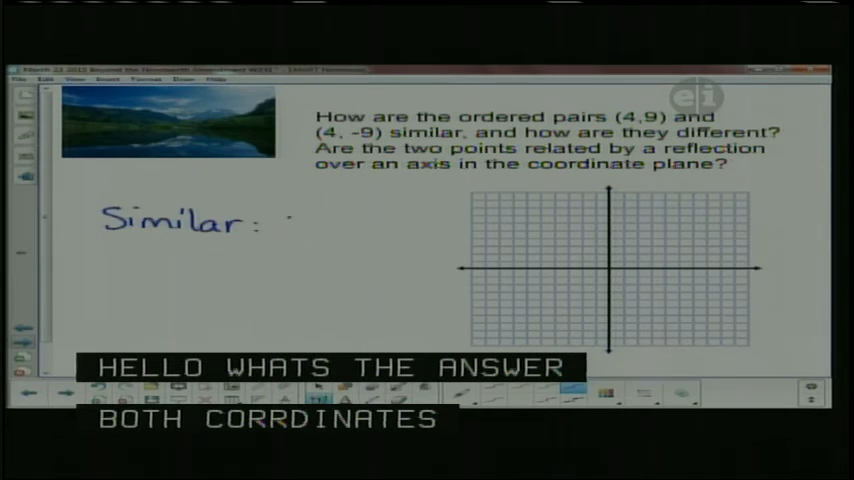 ei
How are the ordered pairs (4,9) and
(4, -9) similar, and how are they different?
Are the two points related by a reflection
over an axis in the coordinate plane?
Similar:
HELLO WHATS THE ANSWER
BOTH CORRDINATES